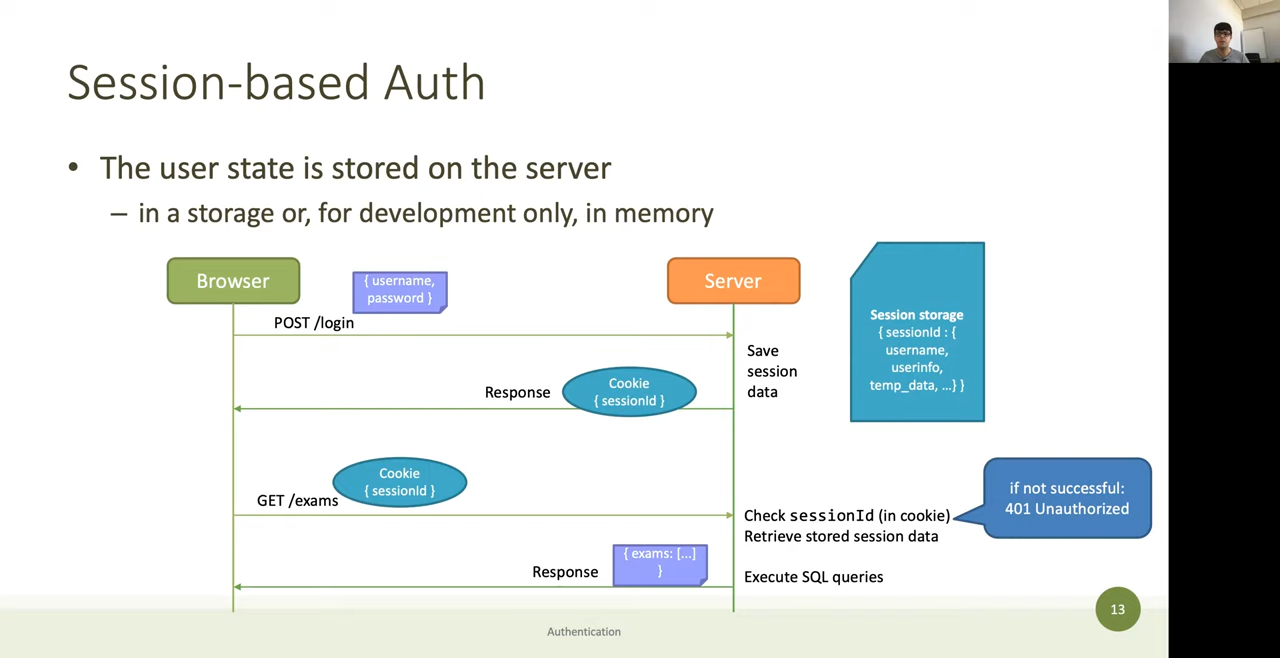 Session-based Auth
• The user state is stored on the server
– in a storage or, for development only, in memory
Browser
{ username,
password }
Server
POST /login
Save
session
data
Session storage
{ sessionId : {
username,
userinfo,
temp_data, ...} }
Response
Cookie
{ sessionId }
Cookie
{ sessionId }
GET /exams
Check sessionId (in cookie)
Retrieve stored session data
if not successful:
401 Unauthorized
Response
{ exams: [...]
}
Execute SQL queries
13
Authentication